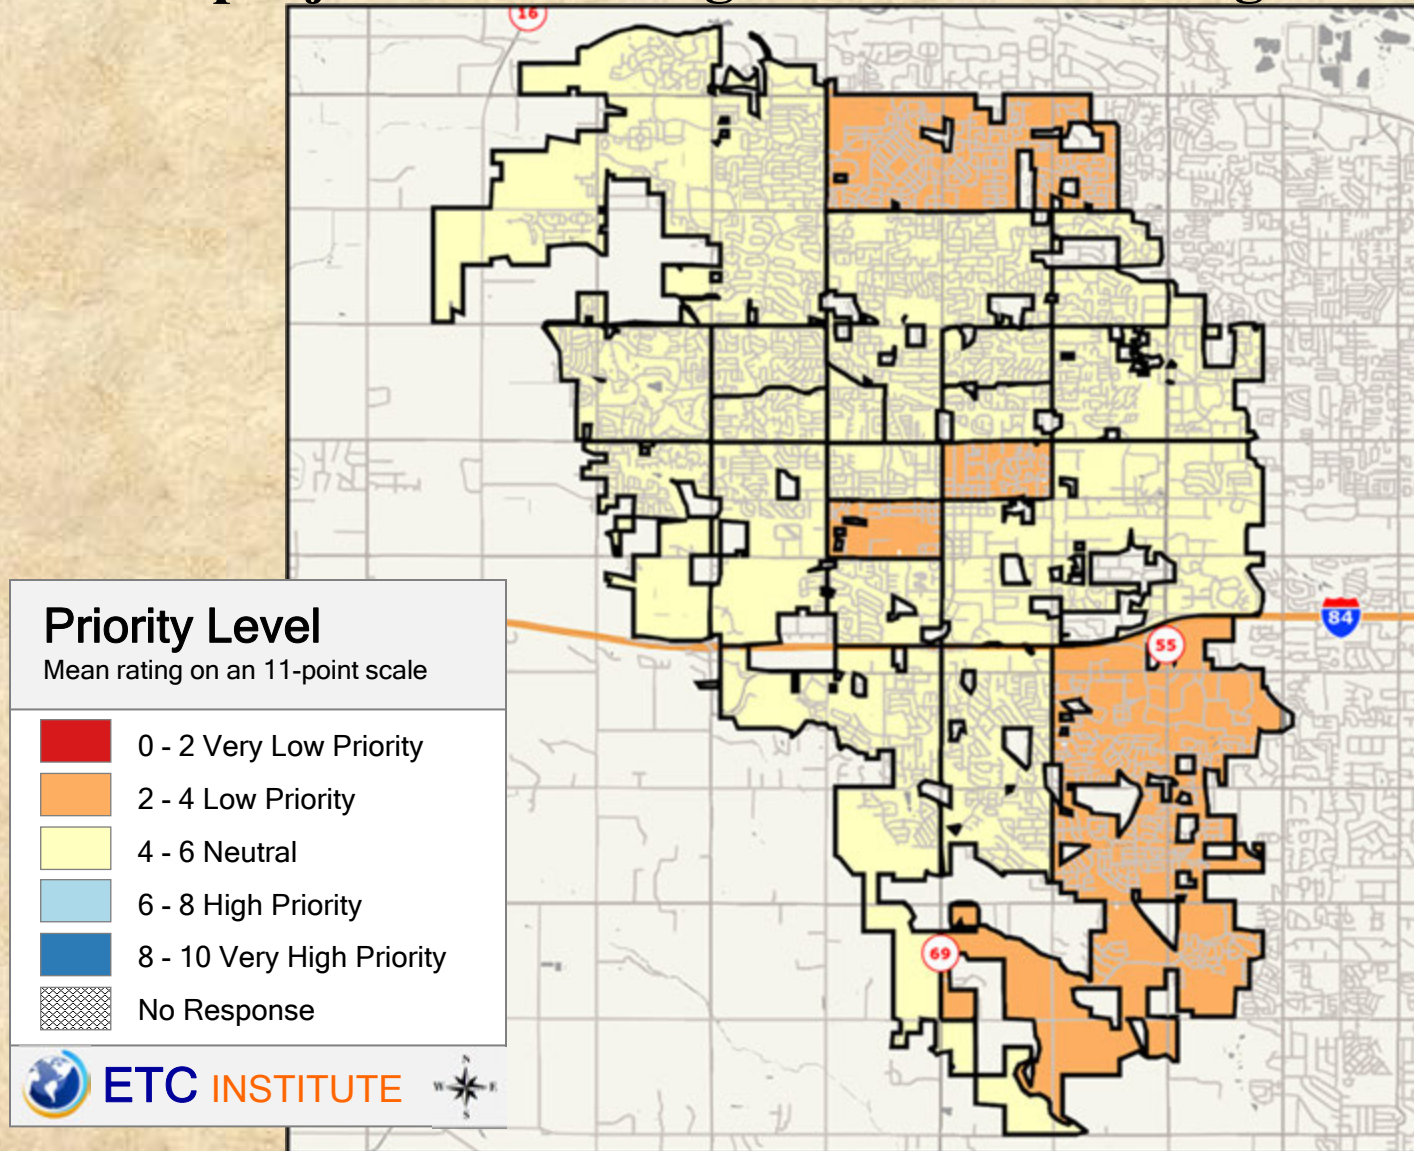 16
84
55
69
Priority Level
Mean rating on an 11-point scale
0 - 2 Very Low Priority
2 - 4 Low Priority
4 - 6 Neutral
6 - 8 High Priority
8 - 10 Very High Priority
No Response
ETC INSTITUTE
N
W E
S